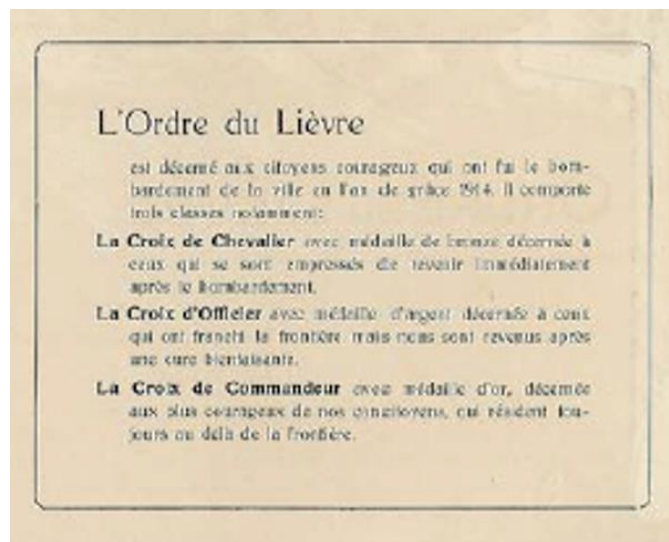 L'Ordre du Lièvre
est décerné aux citoyens courageux qui ont fui le bom-
bardement de la ville en l'an de grâce 1914. Il comporte
trois classes notamment:
La Croix de Chevalier avec médaille de bronze décernée à
ceux qui se sont empressés de revenir immédiatement
après le bombardement.
La Croix d'Officier avec médaille d'argent décernée à ceux
qui ont franchi la frontière mais nous sont revenus après
une cure bienfaisante.
La Croix de Commandeur avec médaille d'or, décernée
aux plus courageux de nos concitoyens, qui résident tou-
jours au delà de la frontière.